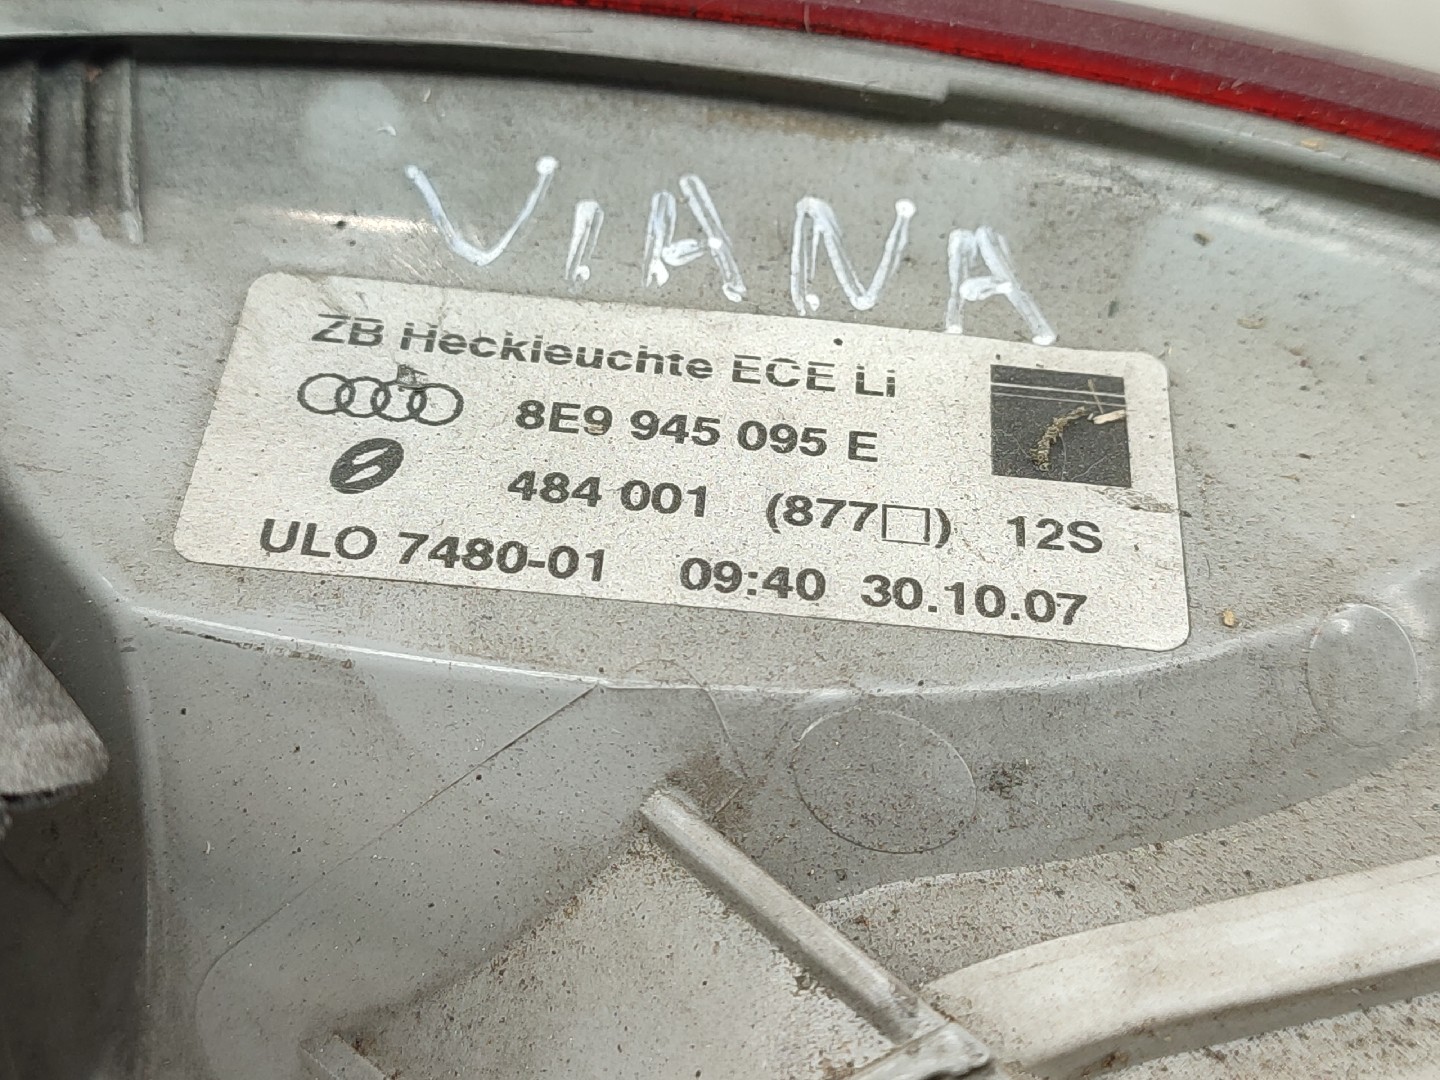 VIANA
ZB Heckleuchte ECE Li
8E9 945 095 E
484 001 (877□) 12S
ULO 7480-01 09:40 30.10.07